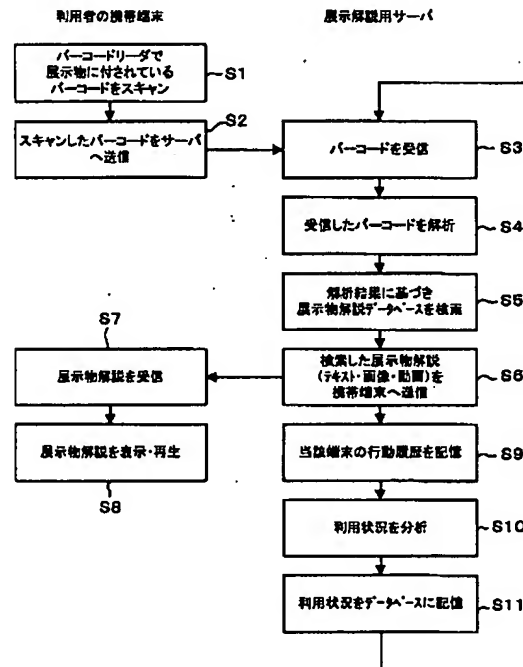 利用者の携帯端末
展示解説用サーバ
バーコードリーダで
展示物に付されている
バーコードをスキャン
S1
スキャンしたバーコードをサーバ
へ送信
S2
バーコードを受信
S3
受信したバーコードを解析
S4
解析結果に基づき
展示物解説データベースを検索
S5
検索した展示物解説
(テキスト・画像・動画)を
携帯端末へ送信
S6
S7
展示物解説を受信
展示物解説を表示・再生
S8
当該端末の行動履歴を記憶
S9
利用状況を分析
S10
利用状況をデータベースに記憶
S11